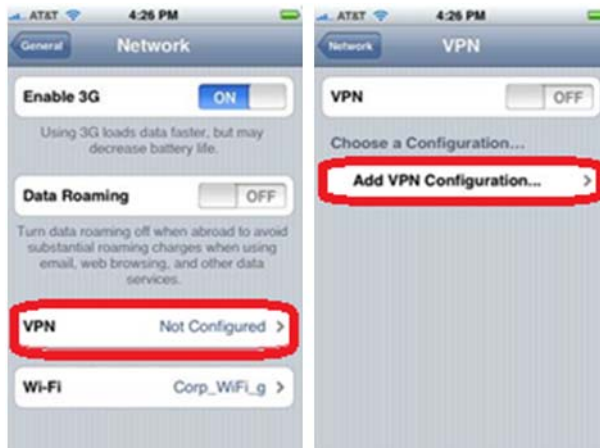 AT&T 4:26 PM
General Network
Enable 3G ON
Using 3G loads data faster, but may
decrease battery life.
Data Roaming OFF
Turn data roaming off when abroad to avoid
substantial roaming charges when using
email, web browsing, and other data
services.
VPN Not Configured
Wi-Fi Corp_WiFi_g
AT&T 4:26 PM
Network VPN
VPN OFF
Choose a Configuration...
Add VPN Configuration...